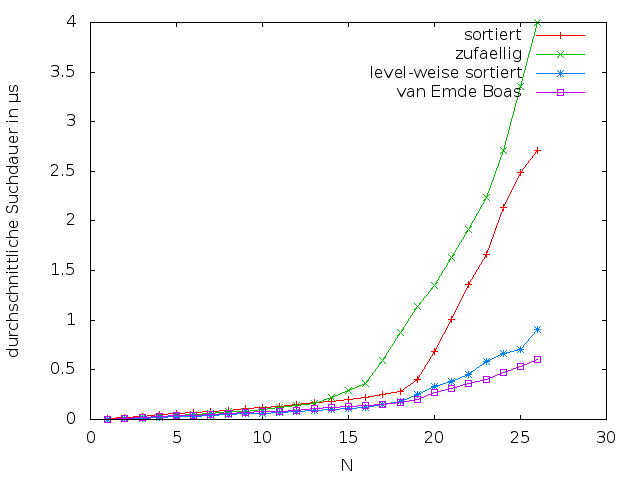 4
3.5
3
2.5
2
1.5
1
0.5
0
durchschnittliche Suchdauer in µs
sortiert
zufaellig
level-weise sortiert
van Emde Boas
0 5 10 15 20 25 30
N